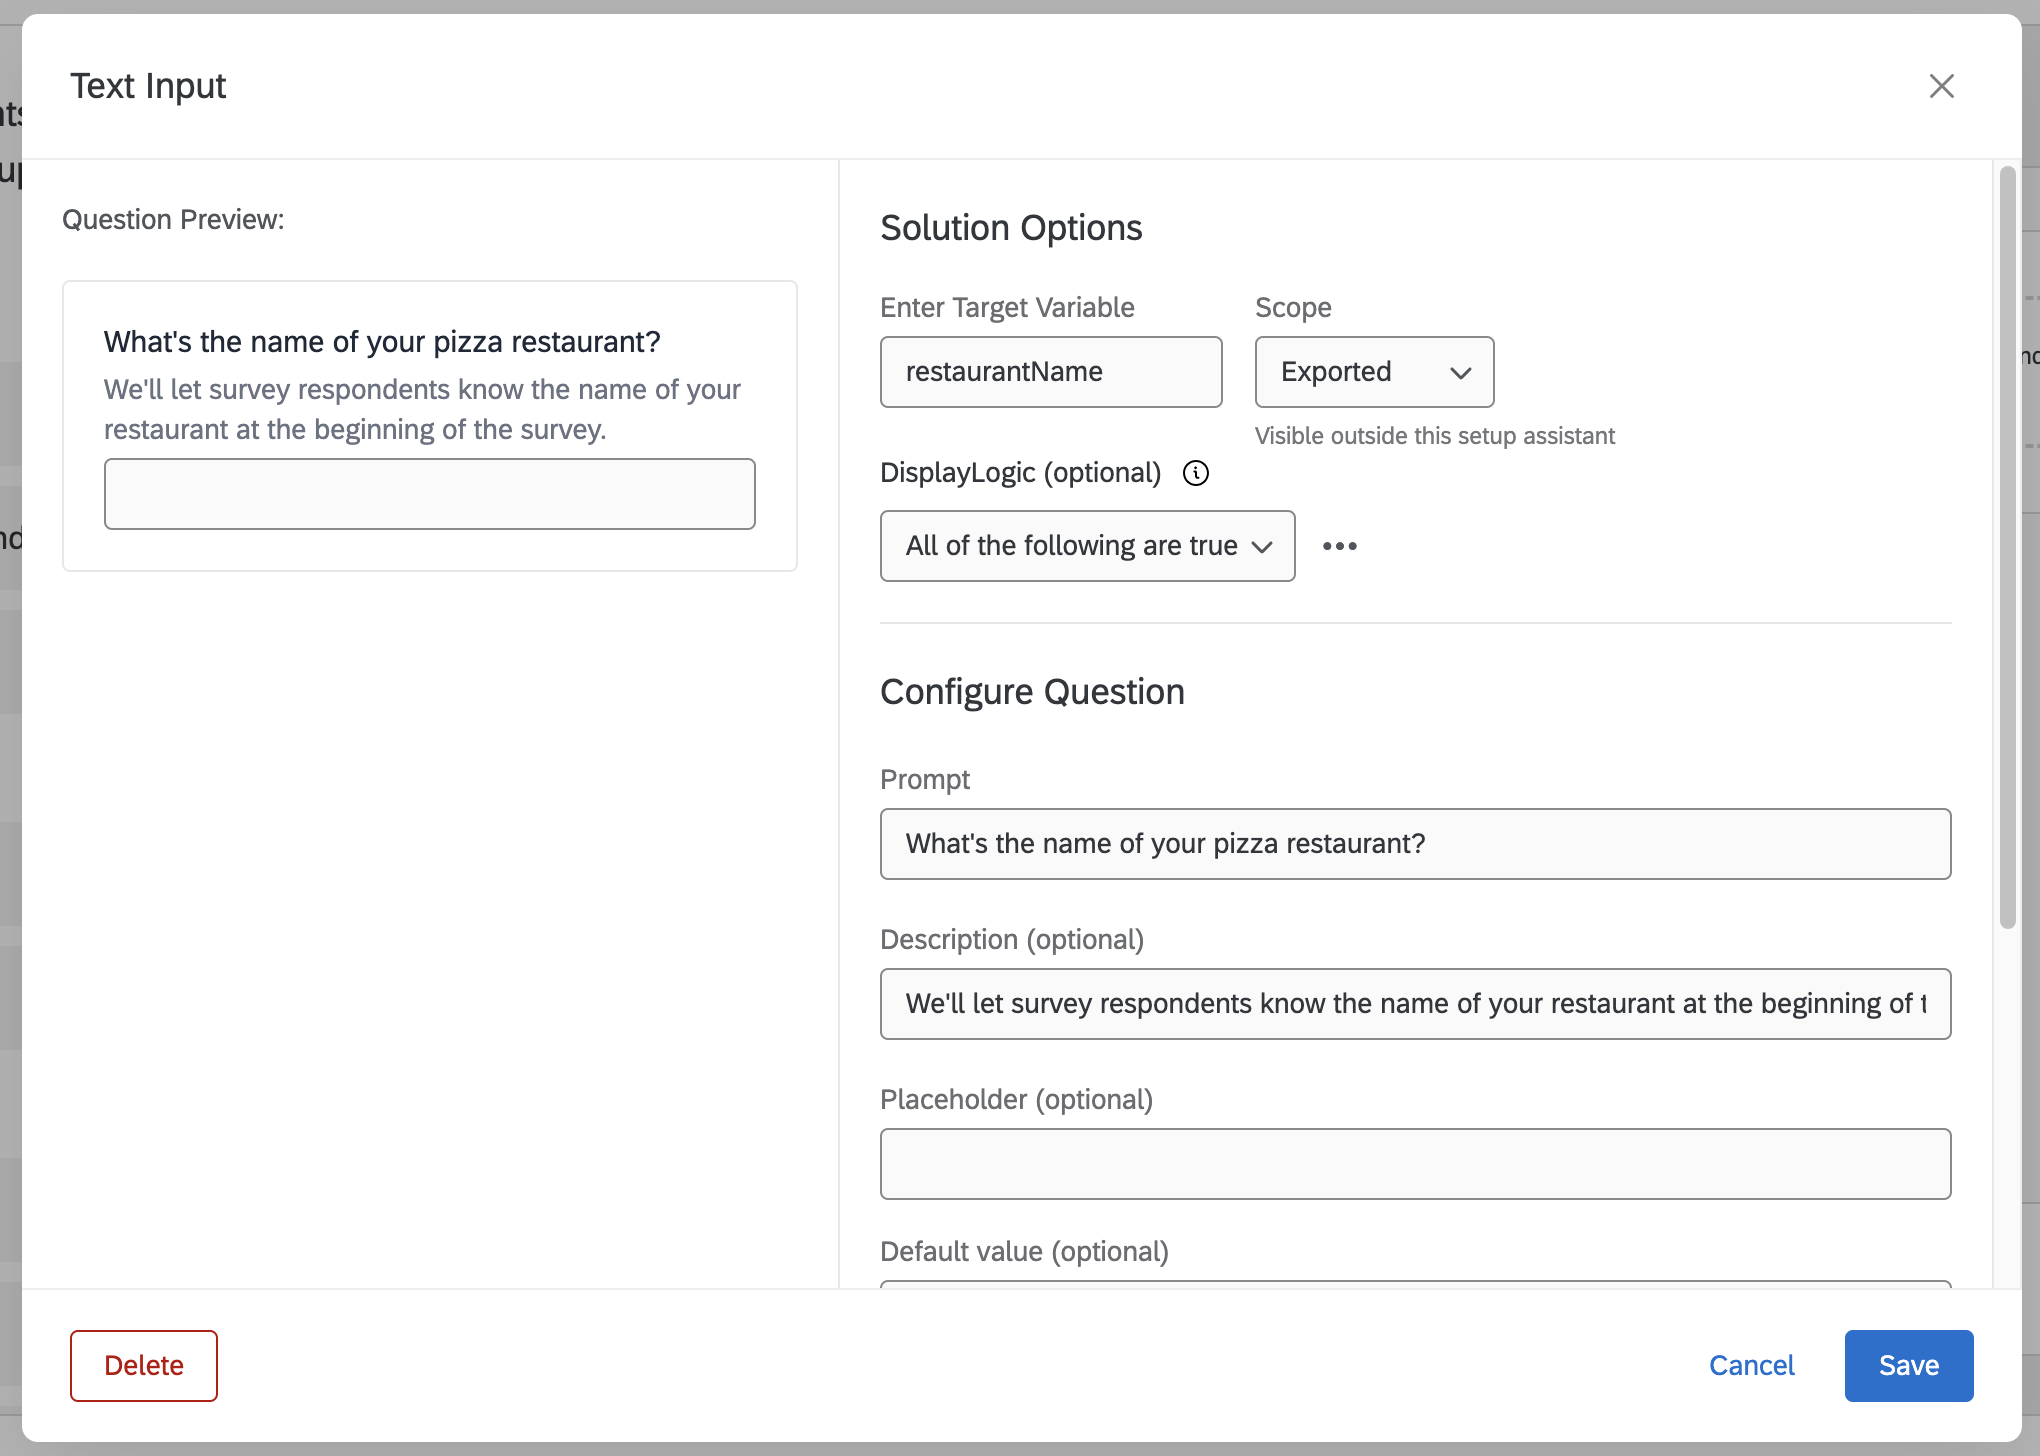 Text Input
Question Preview:
What's the name of your pizza restaurant?
We'll let survey respondents know the name of your
restaurant at the beginning of the survey.
Solution Options
Enter Target Variable
Scope
restaurantName
Exported
Visible outside this setup assistant
DisplayLogic (optional)
All of the following are true
Configure Question
Prompt
What's the name of your pizza restaurant?
Description (optional)
We'll let survey respondents know the name of your restaurant at the beginning of t
Placeholder (optional)
Default value (optional)
Delete
Cancel
Save